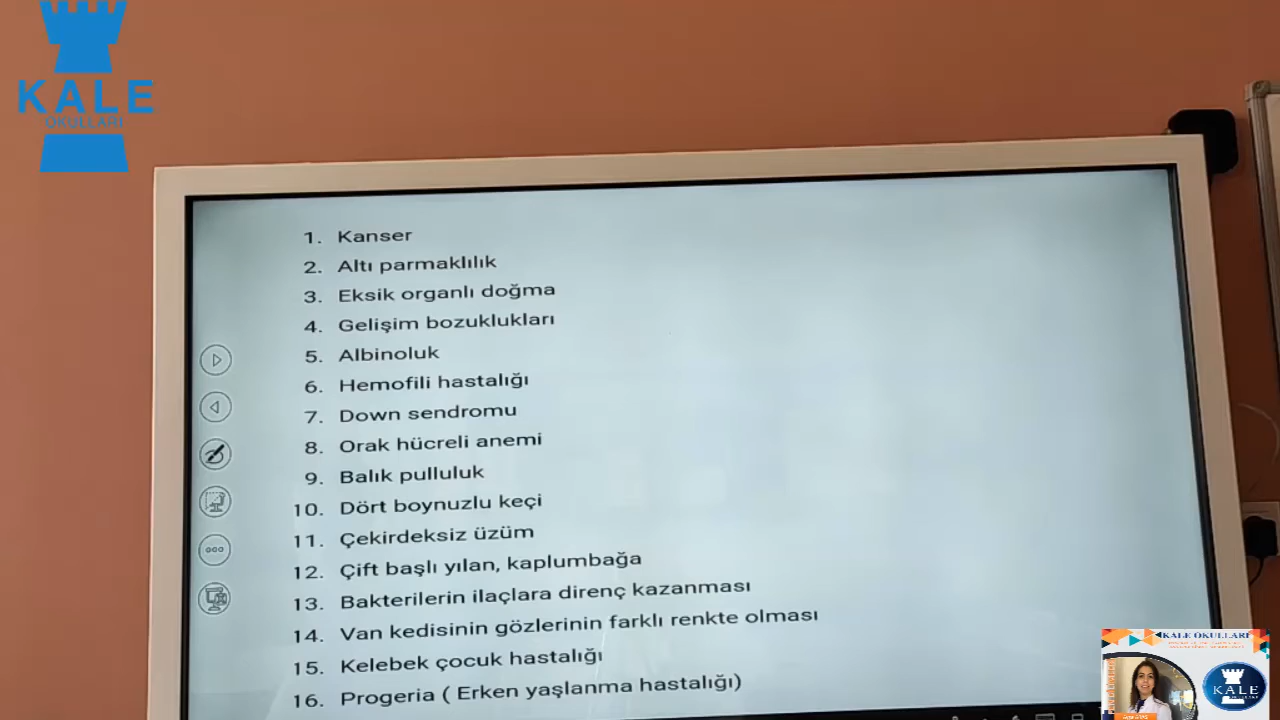 KALE
OKULLARI
1. Kanser
2. Altı parmaklılık
3. Eksik organlı doğma
4. Gelişim bozuklukları
5. Albinoluk
6. Hemofili hastalığı
7. Down sendromu
8. Orak hücreli anemi
9. Balık pulluluk
10. Dört boynuzlu keçi
11. Çekirdeksiz üzüm
12. Çift başlı yılan, kaplumbağa
13. Bakterilerin ilaçlara direnç kazanması
14. Van kedisinin gözlerinin farklı renkte olması
15. Kelebek çocuk hastalığı
16. Progeria ( Erken yaşlanma hastalığı)
KALE OKULLARI
KALE